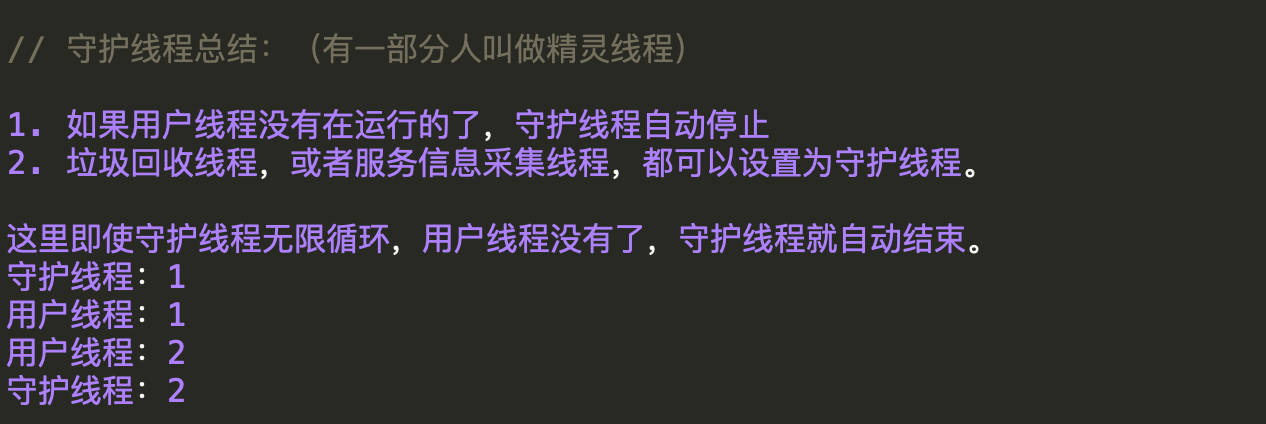 // 守护线程总结：（有一部分人叫做精灵线程）
1. 如果用户线程没有在运行的了，守护线程自动停止
2. 垃圾回收线程，或者服务信息采集线程，都可以设置为守护线程。
这里即使守护线程无限循环，用户线程没有了，守护线程就自动结束。
守护线程：1
用户线程：1
用户线程：2
守护线程：2